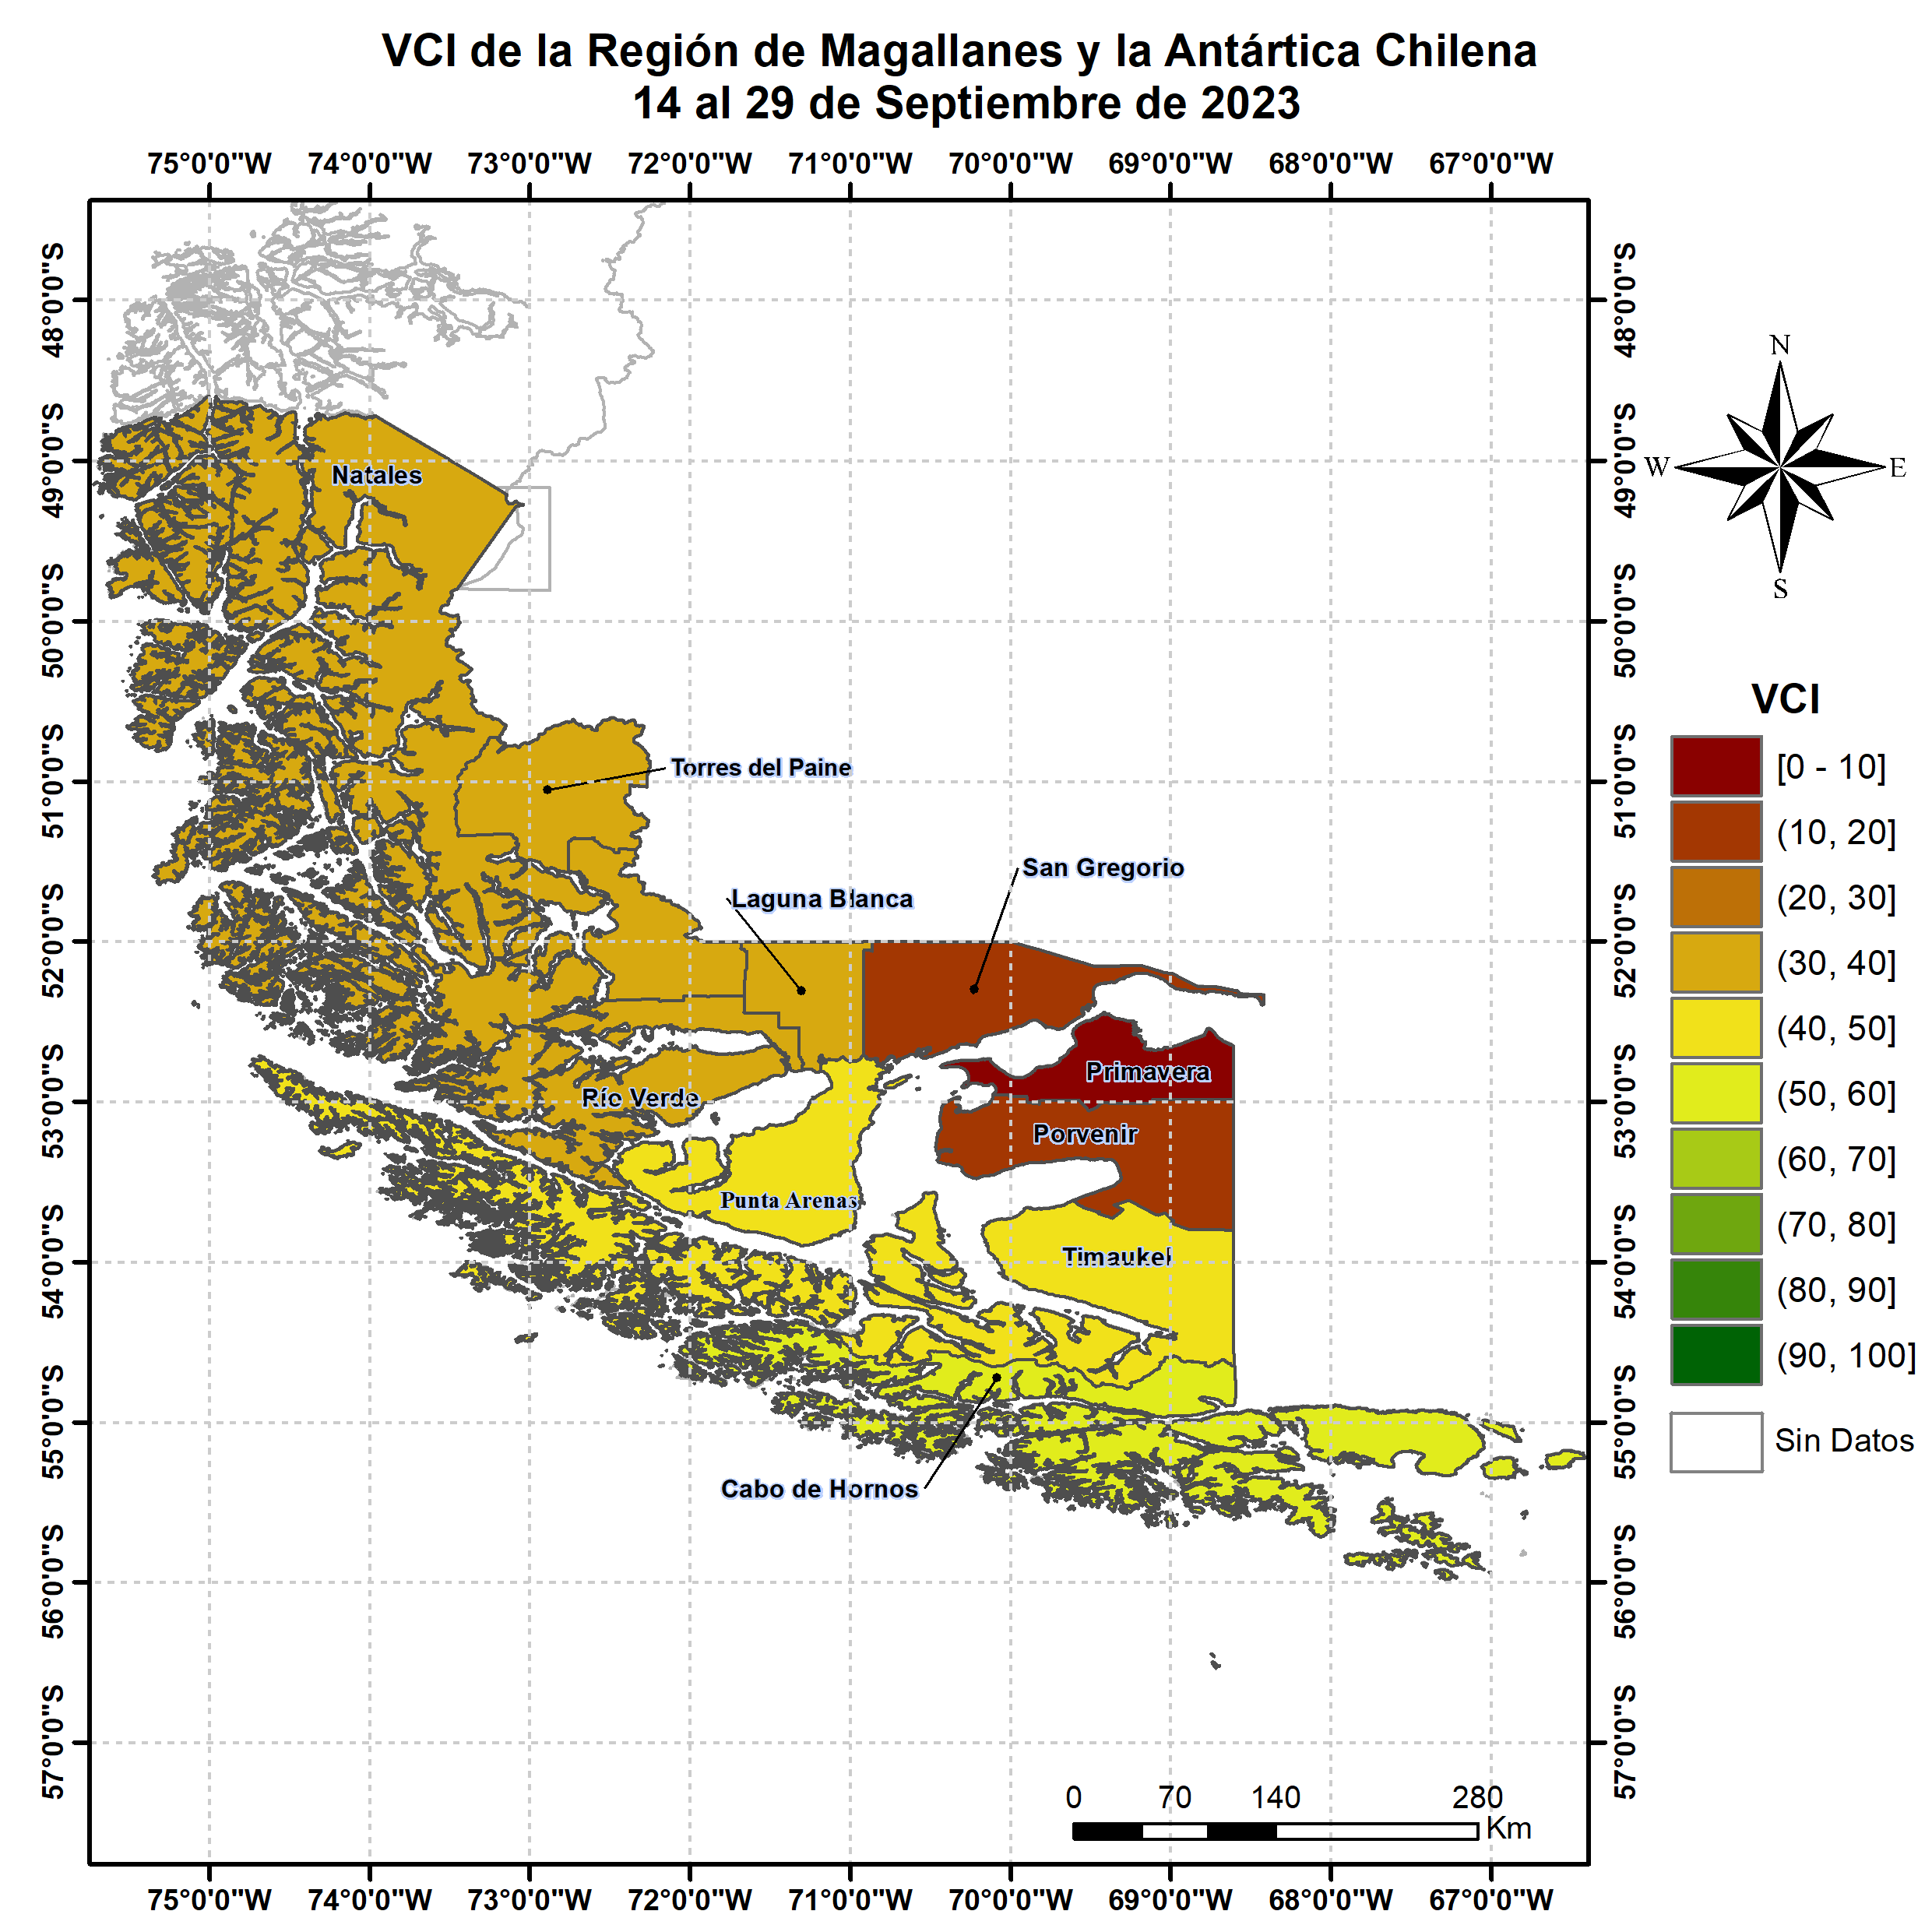 VCI de la Región de Magallanes y la Antártica Chilena
14 al 29 de Septiembre de 2023
75°0'0"W 74°0'0"W 73°0'0"W 72°0'0"W 71°0'0"W 70°0'0"W 69°0'0"W 68°0'0"W 67°0'0"W
48°0'0"S
49°0'0"S
50°0'0"S
51°0'0"S
52°0'0"S
53°0'0"S
54°0'0"S
55°0'0"S
56°0'0"S
57°0'0"S
Natales
Torres del Paine
San Gregorio
Laguna Blanca
Primavera
Río Verde
Porvenir
Punta Arenas
Timaukel
Cabo de Hornos
0 70 140 280
Km
48°0'0"S
49°0'0"S
50°0'0"S
51°0'0"S
52°0'0"S
53°0'0"S
54°0'0"S
55°0'0"S
56°0'0"S
57°0'0"S
75°0'0"W 74°0'0"W 73°0'0"W 72°0'0"W 71°0'0"W 70°0'0"W 69°0'0"W 68°0'0"W 67°0'0"W
N
W E
S
VCI
[0 - 10]
(10, 20]
(20, 30]
(30, 40]
(40, 50]
(50, 60]
(60, 70]
(70, 80]
(80, 90]
(90, 100]
Sin Datos